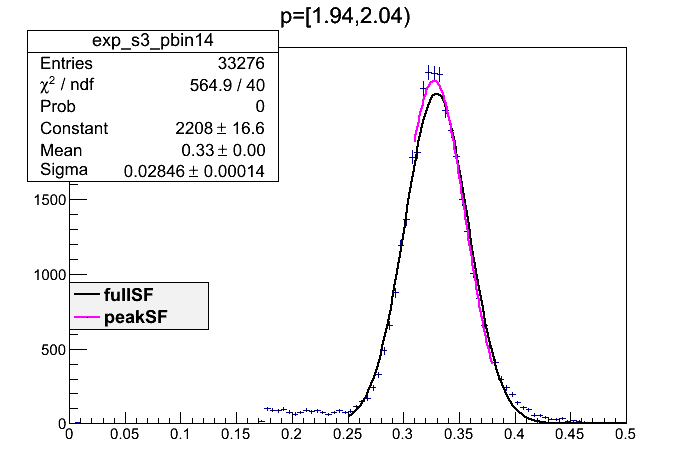 p=[1.94,2.04)
exp_s3_pbin14
Entries 33276
χ² / ndf 564.9 / 40
Prob 0
Constant 2208 ± 16.6
Mean 0.33 ± 0.00
Sigma 0.02846 ± 0.00014
1500
1000
fullSF
peakSF
500
0
0 0.05 0.1 0.15 0.2 0.25 0.3 0.35 0.4 0.45 0.5